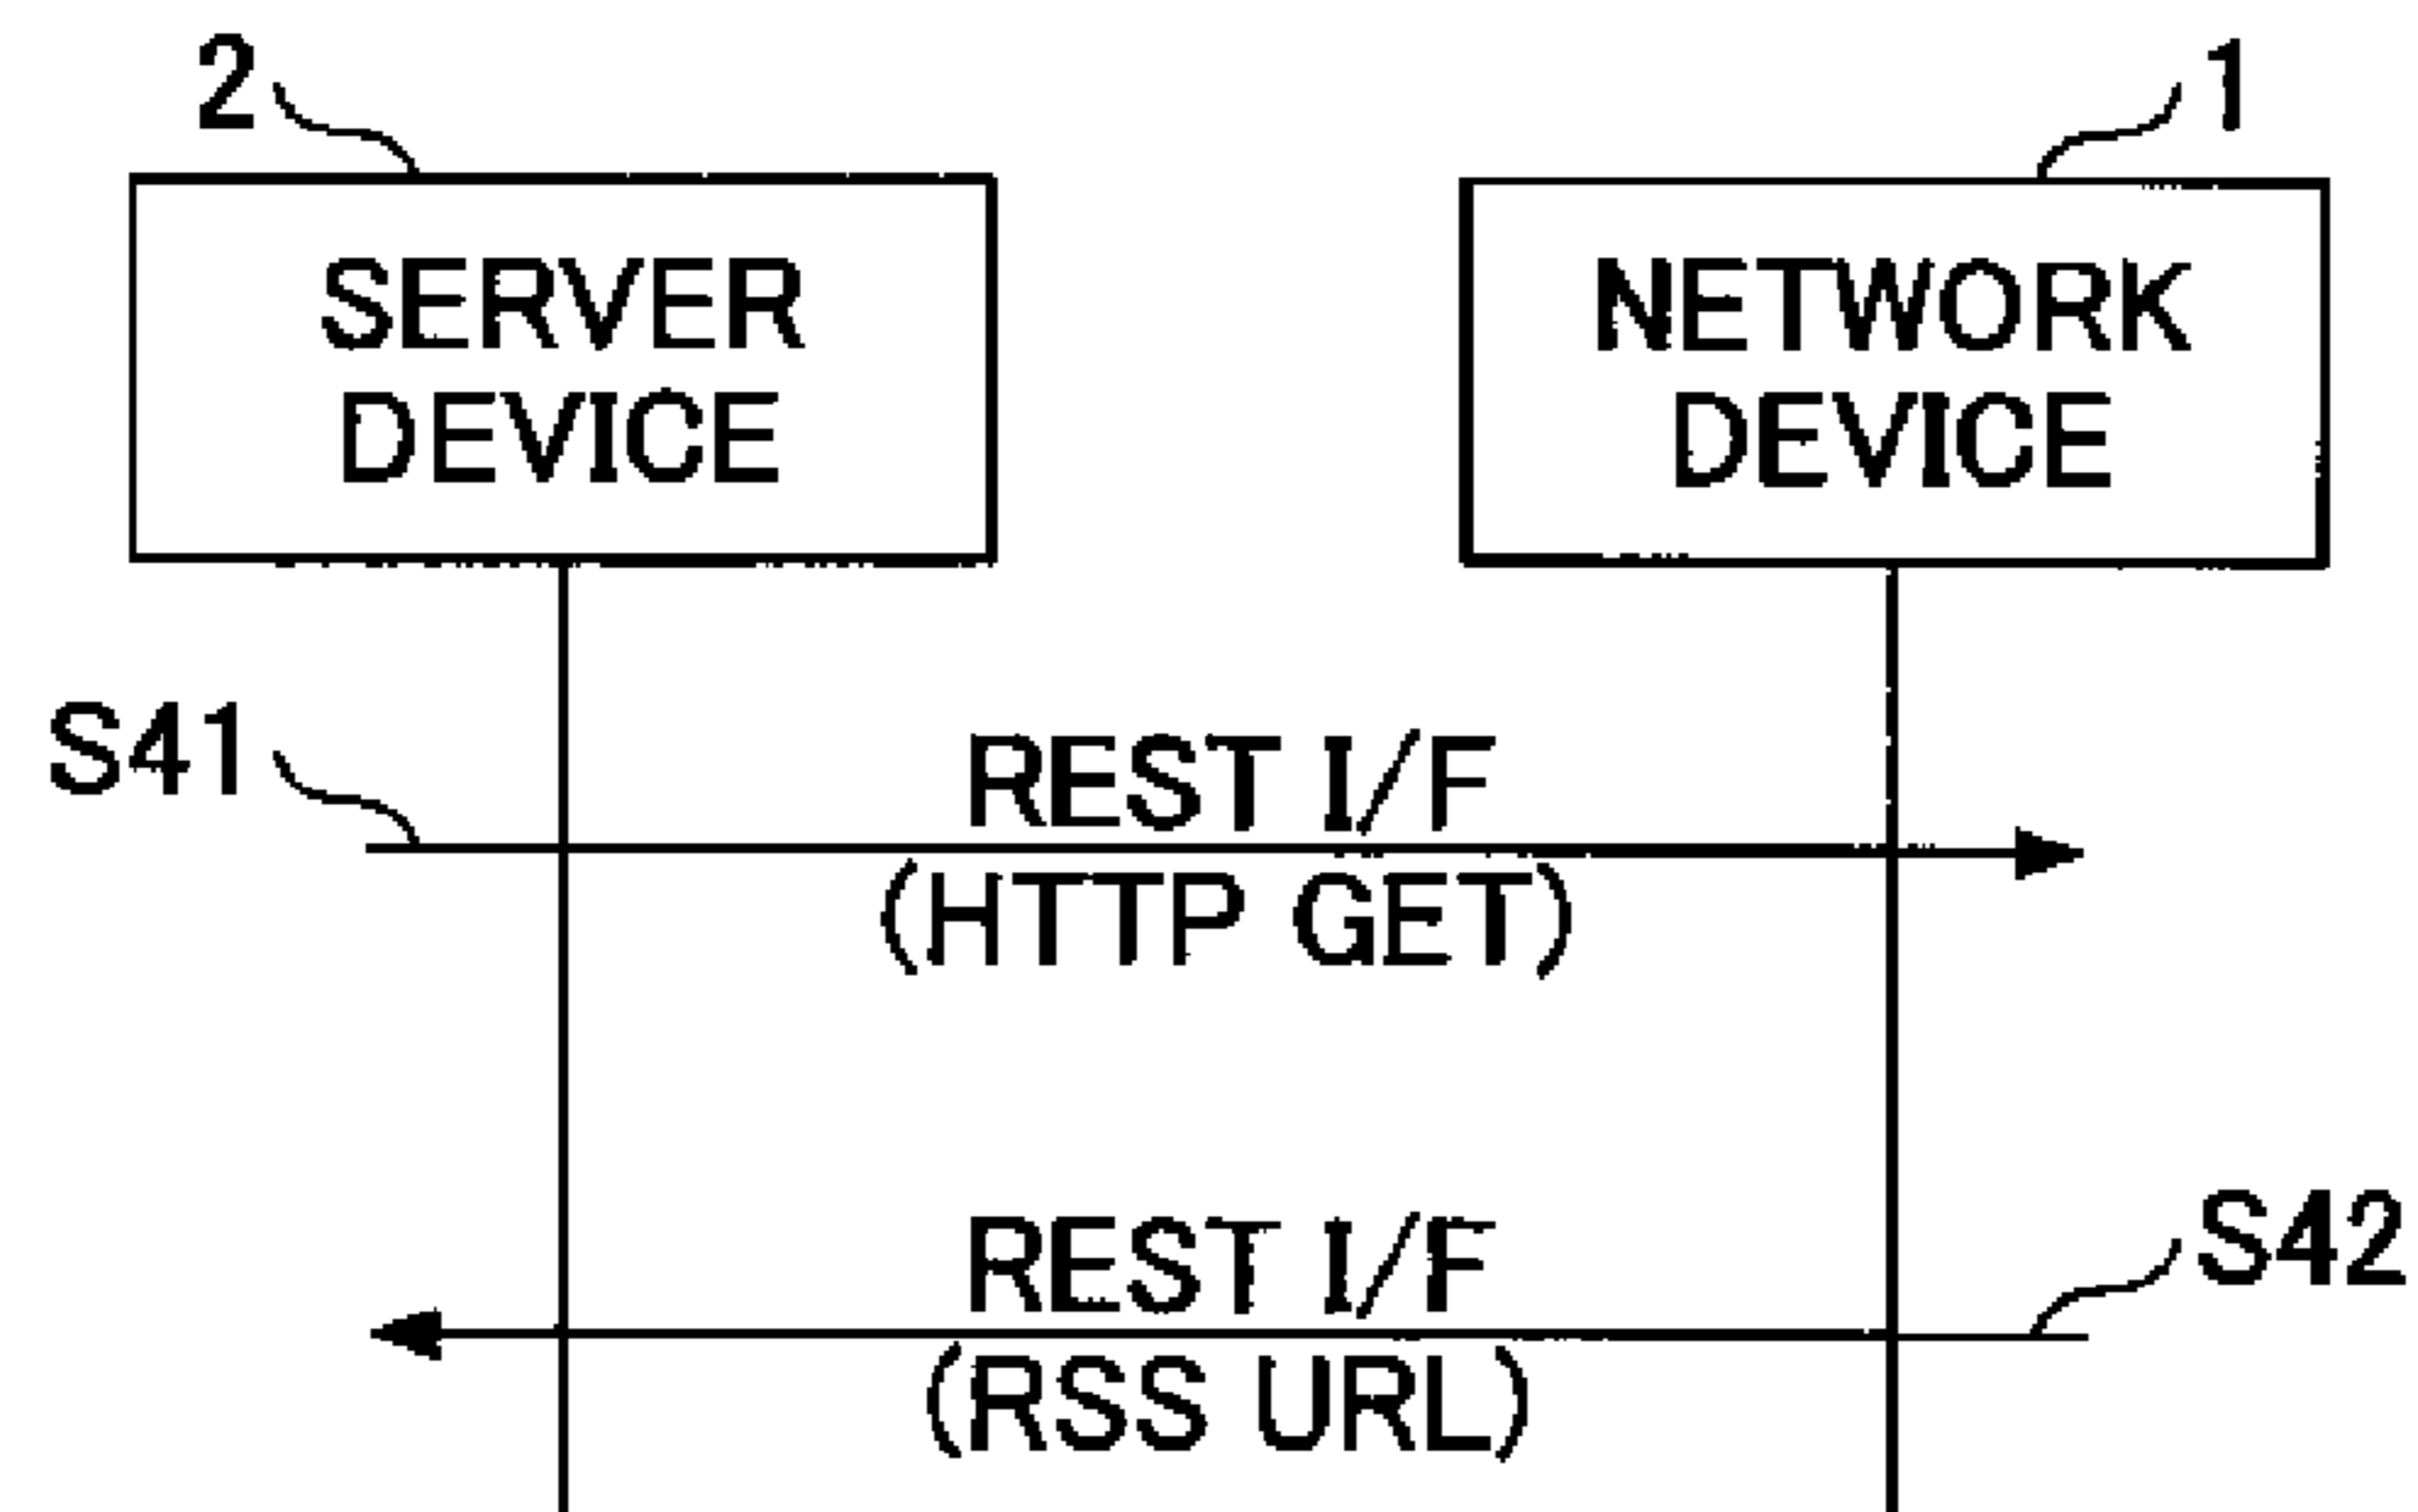 2
1
SERVER
DEVICE
NETWORK
DEVICE
S41
REST I/F
(HTTP GET)
S42
REST I/F
(RSS URL)